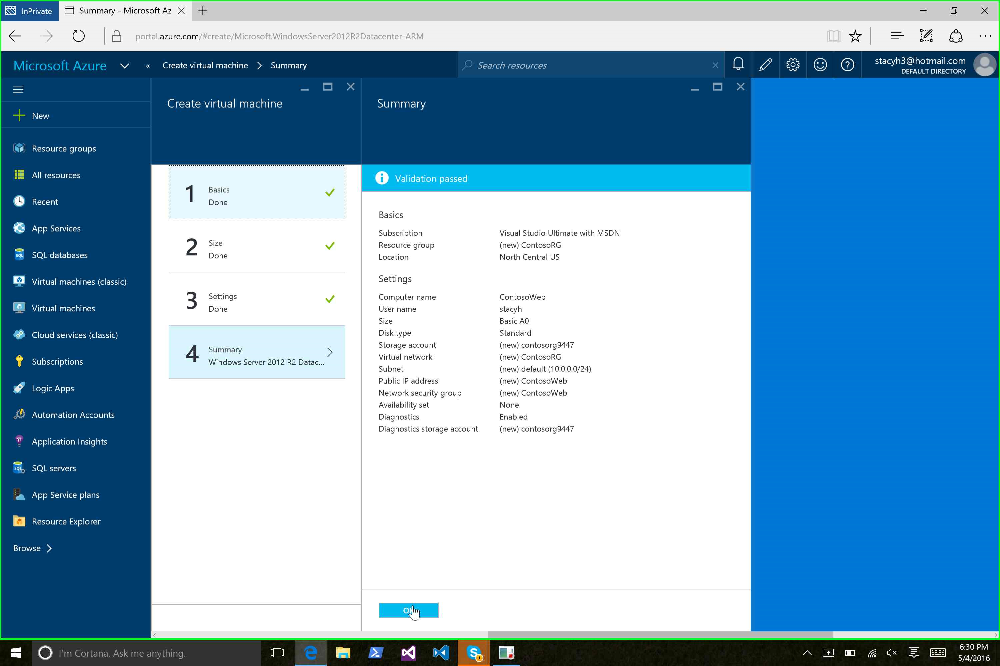 InPrivate
Summary - Microsoft Az
portal.azure.com/#create/Microsoft.WindowsServer2012R2Datacenter-ARM
Microsoft Azure
«
Create virtual machine
Summary
Search resources
stacyh3@hotmail.com
DEFAULT DIRECTORY
New
Resource groups
All resources
Recent
App Services
SQL databases
Virtual machines (classic)
Virtual machines
Cloud services (classic)
Subscriptions
Logic Apps
Automation Accounts
Application Insights
SQL servers
App Service plans
Resource Explorer
Browse
Create virtual machine
1
Basics
Done
2
Size
Done
3
Settings
Done
4
Summary
Windows Server 2012 R2 Datac...
Summary
Validation passed
Basics
Subscription Visual Studio Ultimate with MSDN
Resource group (new) ContosoRG
Location North Central US
Settings
Computer name ContosoWeb
User name stacyh
Size Basic A0
Disk type Standard
Storage account (new) contosorg9447
Virtual network (new) ContosoRG
Subnet (new) default (10.0.0.0/24)
Public IP address (new) ContosoWeb
Network security group (new) ContosoWeb
Availability set None
Diagnostics Enabled
Diagnostics storage account (new) contosorg9447
I'm Cortana. Ask me anything.
1
6:30 PM
5/4/2016